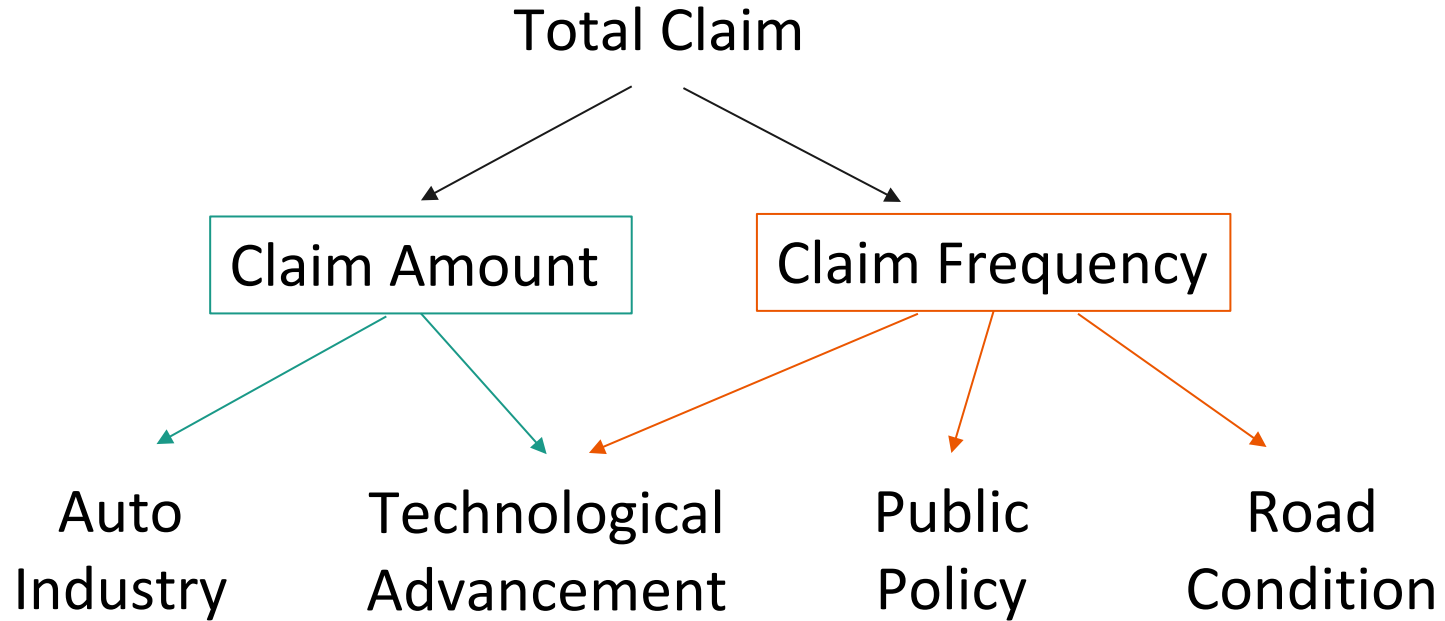 Total Claim
Claim Amount
Claim Frequency
Auto
Industry
Technological
Advancement
Public
Policy
Road
Condition